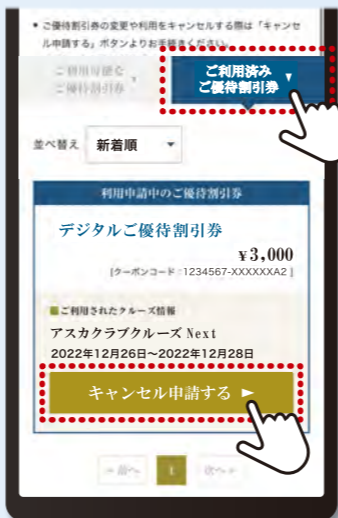 • ご優待割引券の変更や利用をキャンセルする際は「キャンセ
ル申請する」ボタンよりお手続きください。
ご利用可能な
ご優待割引券
ご利用済み
ご優待割引券
並べ替え 新着順
利用申請中のご優待割引券
デジタルご優待割引券
¥3,000
[クーポンコード:1234567-XXXXXXA2]
■ご利用されたクルーズ情報
アスカクラブクルーズ Next
2022年12月26日~2022年12月28日
キャンセル申請する ►
« 前へ 1 次へ »